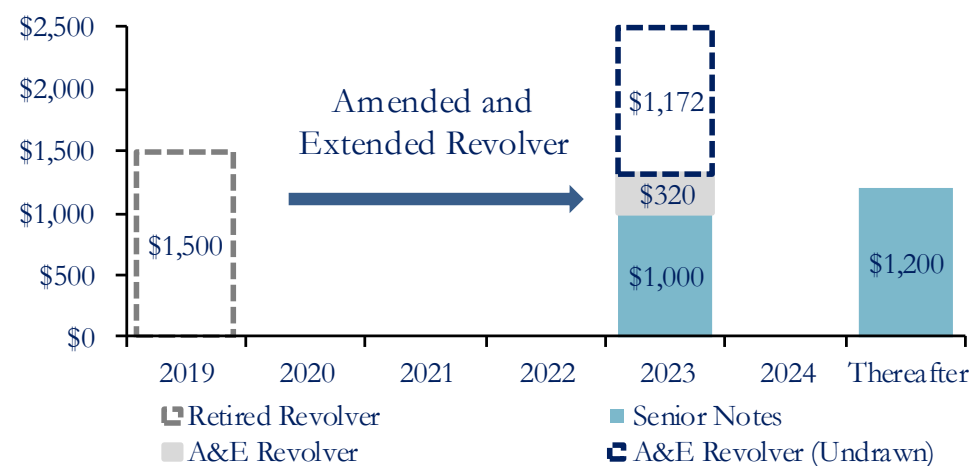 $2,500
$2,000
$1,500
$1,000
$500
$0
Amended and
Extended Revolver
$1,500
$1,172
$320
$1,000
$1,200
2019 2020 2021 2022 2023 2024 Thereafter
Retired Revolver Senior Notes
A&E Revolver A&E Revolver (Undrawn)